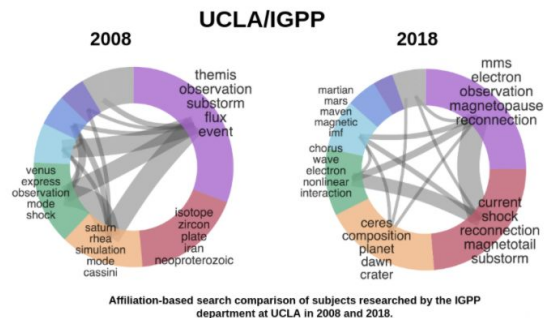 UCLA/IGPP
2008
themis
observation
substorm
flux
event
isotope
zircon
plate
iran
neoproterozoic
saturn
rhea
simulation
mode
cassini
venus
express
observation
mode
shock
2018
mms
electron
observation
magnetopause
reconnection
current
shock
reconnection
magnetotail
substorm
ceres
composition
planet
dawn
crater
chorus
wave
electron
nonlinear
interaction
martian
mars
maven
magnetic
imf
Affiliation-based search comparison of subjects researched by the IGPP
department at UCLA in 2008 and 2018.